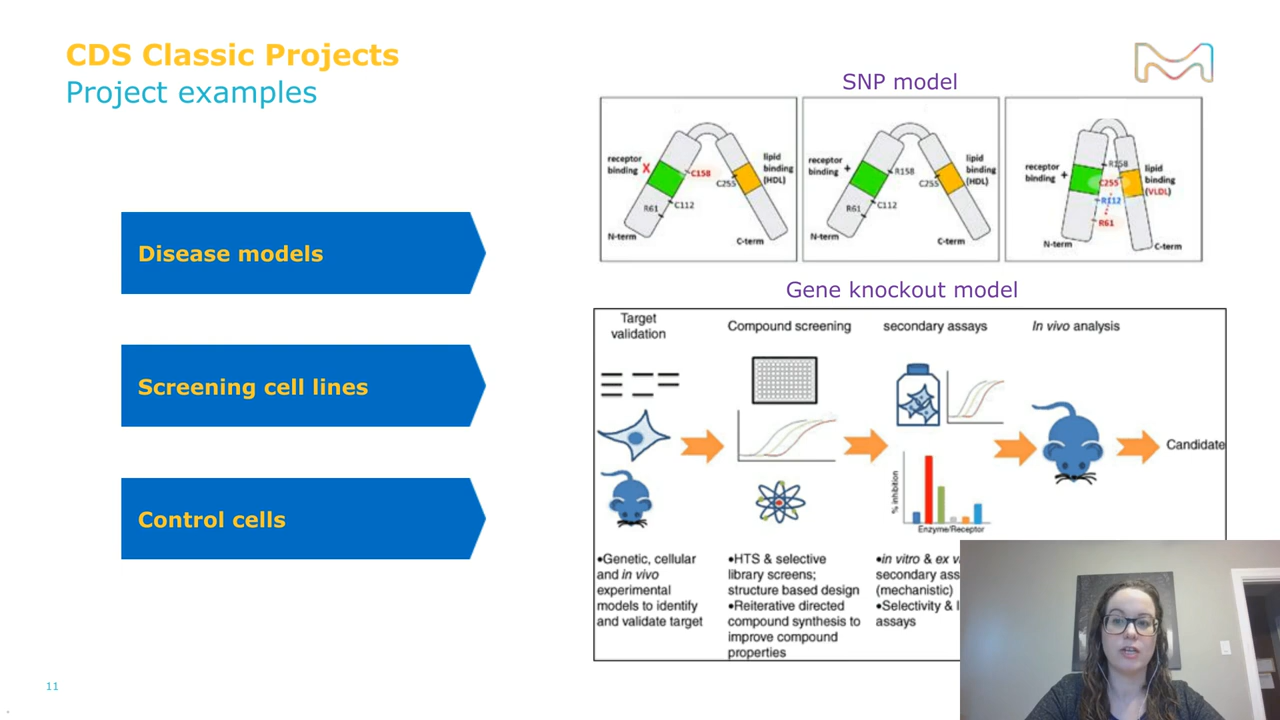 CDS Classic Projects
Project examples
Disease models
Screening cell lines
Control cells
SNP model
receptor
binding X
C158
C255
lipid
binding
(HDL)
R61
C112
N-term
C-term
receptor
binding +
R158
C255
lipid
binding
(HDL)
R61
C112
N-term
C-term
receptor
binding +
R158
C255
R112
R61
lipid
binding
(VLDL)
N-term
C-term
Gene knockout model
Target
validation
Compound screening
secondary assays
In vivo analysis
% inhibition
Enzyme/Receptor
Candidate
•Genetic, cellular
and in vivo
experimental
models to identify
and validate target
•HTS & selective
library screens;
structure based design
•Reiterative directed
compound synthesis to
improve compound
properties
•in vitro & ex v
secondary ass
(mechanistic)
•Selectivity &
assays
11